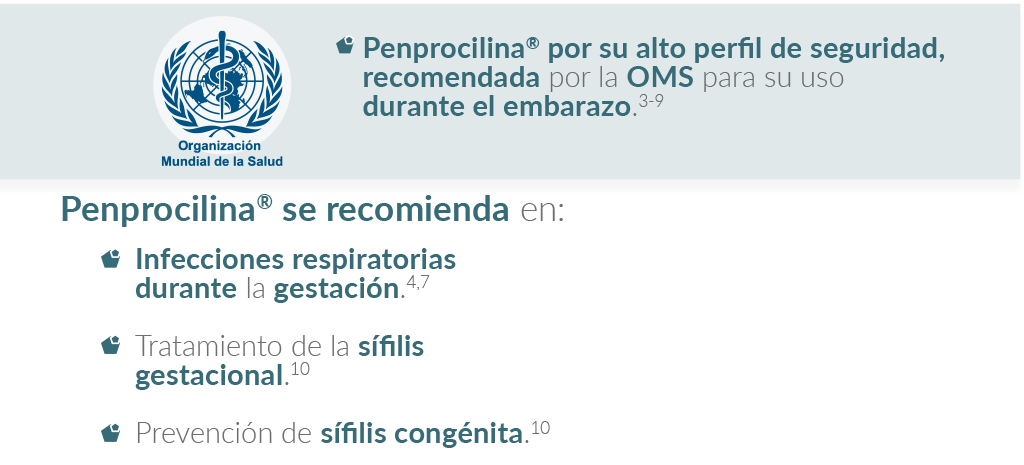 Organización
Mundial de la Salud
Penprocilina® por su alto perfil de seguridad,
recomendada por la OMS para su uso
durante el embarazo.3-9
Penprocilina® se recomienda en:
Infecciones respiratorias
durante la gestación.4,7
Tratamiento de la sífilis
gestacional.10
Prevención de sífilis congénita.10